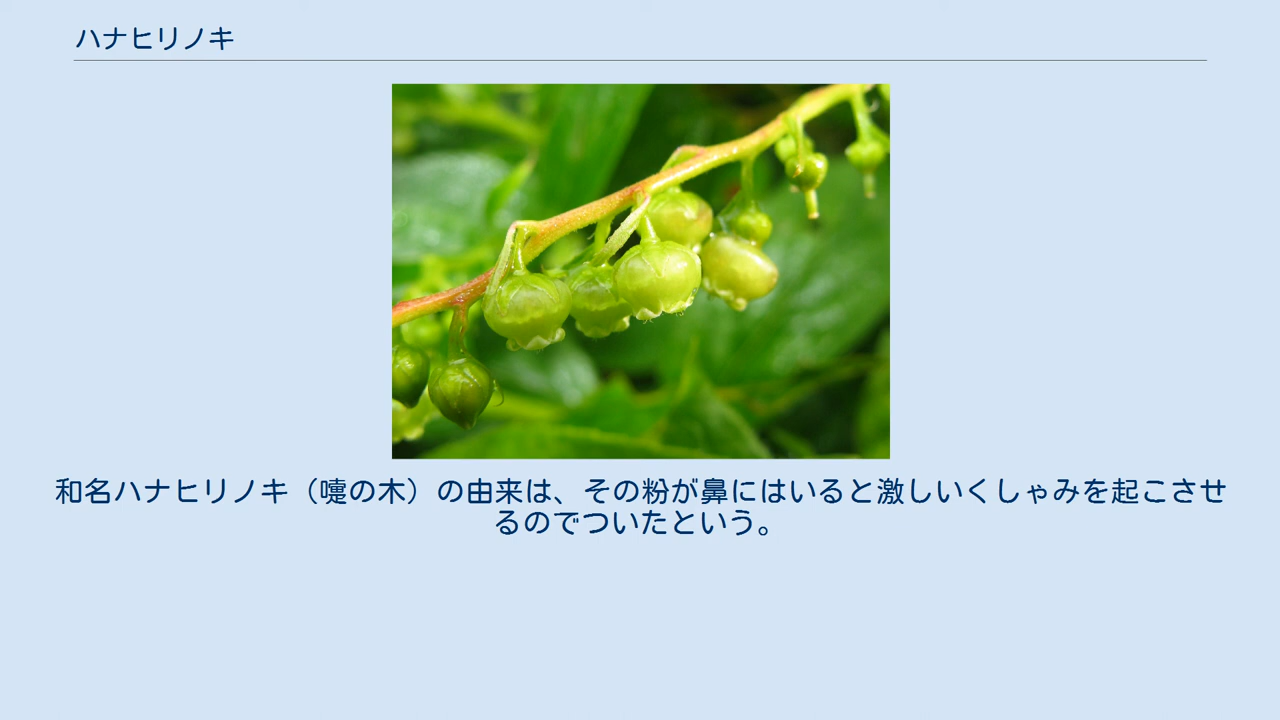 ハナヒリノキ
和名ハナヒリノキ（嚏の木）の由来は、その粉が鼻にはいると激しいくしゃみを起こさせ
るのでついたという。